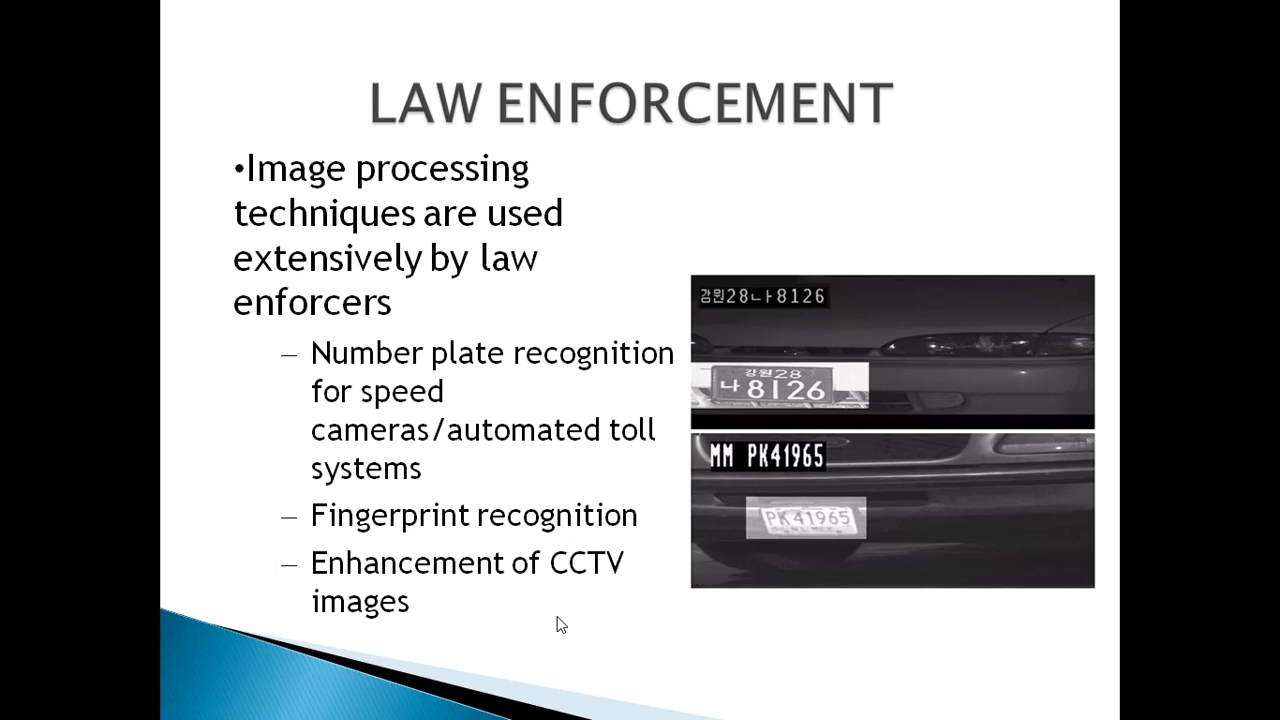 LAW ENFORCEMENT
•Image processing
techniques are used
extensively by law
enforcers
– Number plate recognition
for speed
cameras/automated toll
systems
– Fingerprint recognition
– Enhancement of CCTV
images
강원28나8126
강원28
나8126
MM PK41965
PK41965